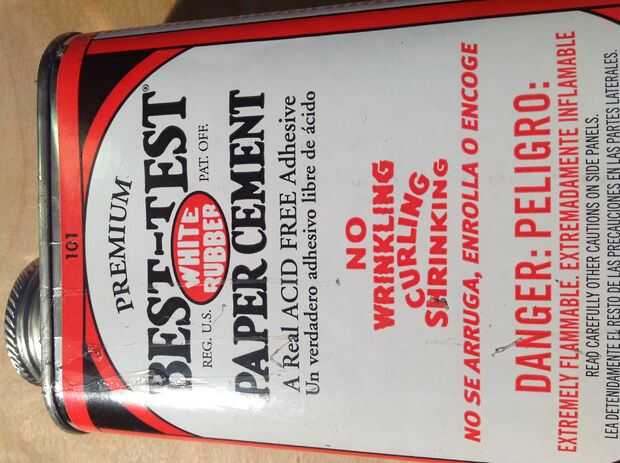 101
PREMIUM
BEST-TEST®
REG. U.S. PAT. OFF.
WHITE
RUBBER
PAPER CEMENT
A Real ACID FREE Adhesive
Un verdadero adhesivo libre de ácido
NO
WRINKLING
CURLING
SHRINKING
NO SE ARRUGA, ENROLLA O ENCOGE
DANGER: PELIGRO:
EXTREMELY FLAMMABLE. EXTREMADAMENTE INFLAMABLE
READ CAREFULLY OTHER CAUTIONS ON SIDE PANELS.
LEA DETENIDAMENTE EL RESTO DE LAS PRECAUCIONES EN LAS PARTES LATERALES.